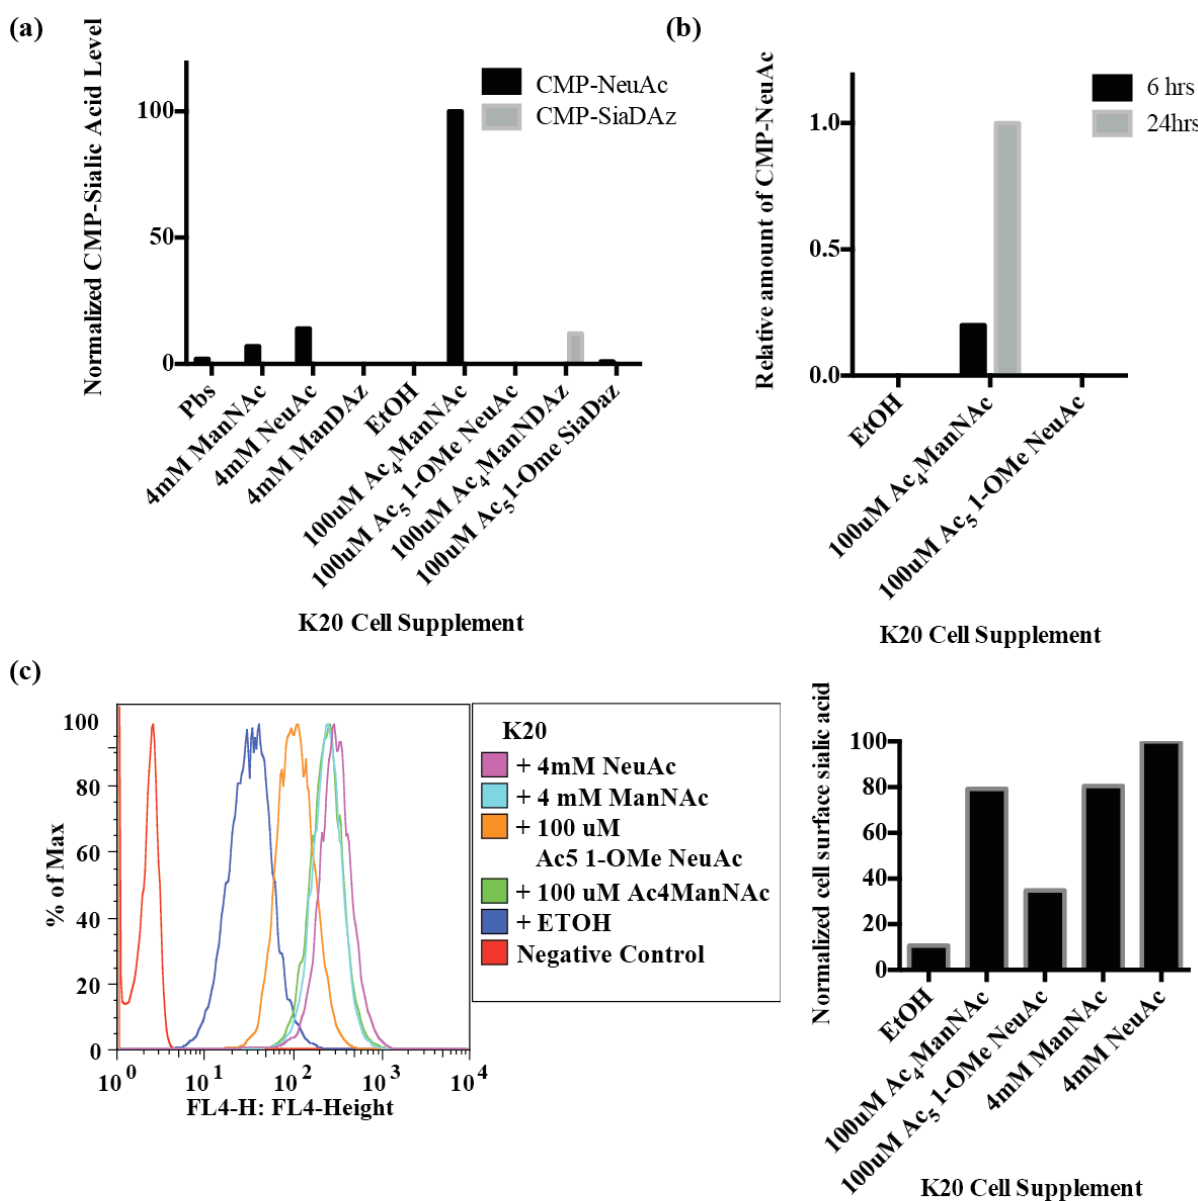 (a)
Normalized CMP-Sialic Acid Level
100
50
0
CMP-NeuAc
CMP-SiaDAz
Pbs
4mM ManNAc
4mM NeuAc
4mM ManDAz
EtOH
100uM Ac4ManNAc
100uM Ac5 1-OMe NeuAc
100uM Ac4ManNDAz
100uM Ac51-Ome SiaDaz
K20 Cell Supplement
(b)
Relative amount of CMP-NeuAc
1.0
0.5
0.0
6 hrs
24hrs
EtOH
100uM Ac4ManNAc
100uM Ac5 1-OMe NeuAc
K20 Cell Supplement
(c)
% of Max
100
80
60
40
20
0
10^0 10^1 10^2 10^3 10^4
FL4-H: FL4-Height
K20
+ 4mM NeuAc
+ 4 mM ManNAc
+ 100 uM
Ac5 1-OMe NeuAc
+ 100 uM Ac4ManNAc
+ ETOH
Negative Control
Normalized cell surface sialic acid
100
80
60
40
20
0
EtOH
100uM Ac4ManNAc
100uM Ac5 1-OMe NeuAc
4mM ManNAc
4mM NeuAc
K20 Cell Supplement